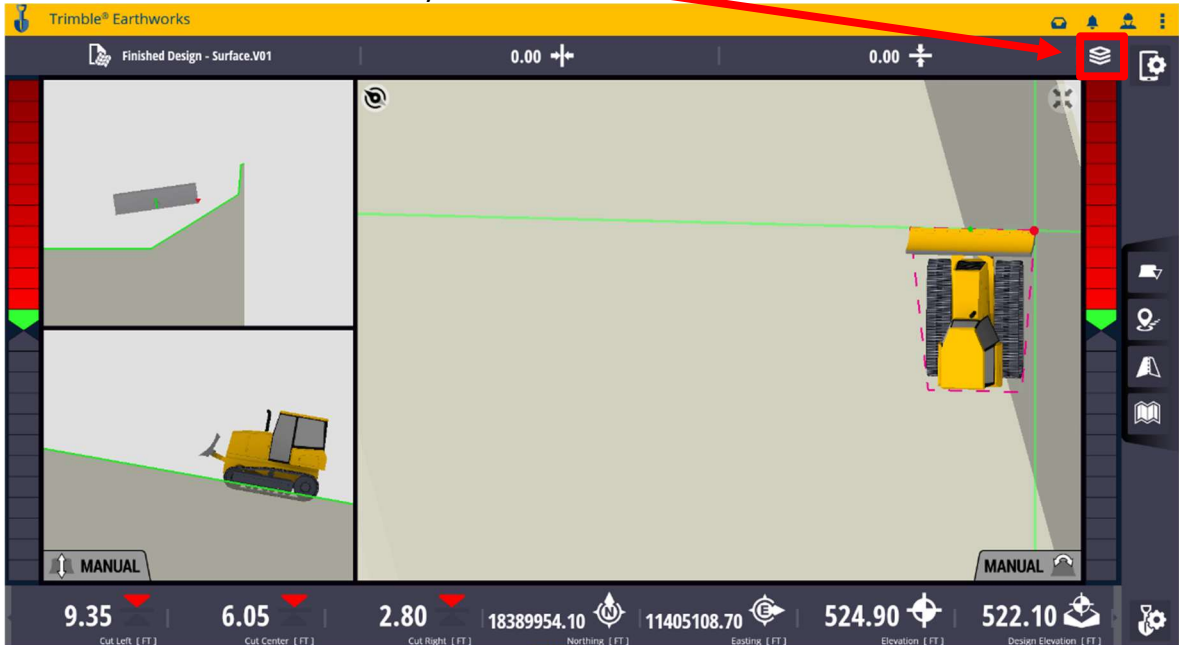 Trimble® Earthworks
Finished Design - Surface.V01
0.00
0.00
MANUAL
MANUAL
9.35
Cut Left [FT]
6.05
Cut Center [FT]
2.80
Cut Right [FT]
18389954.10
N
Northing [FT]
11405108.70
E
Easting [FT]
524.90
Elevation [FT]
522.10
Design Elevation [FT]